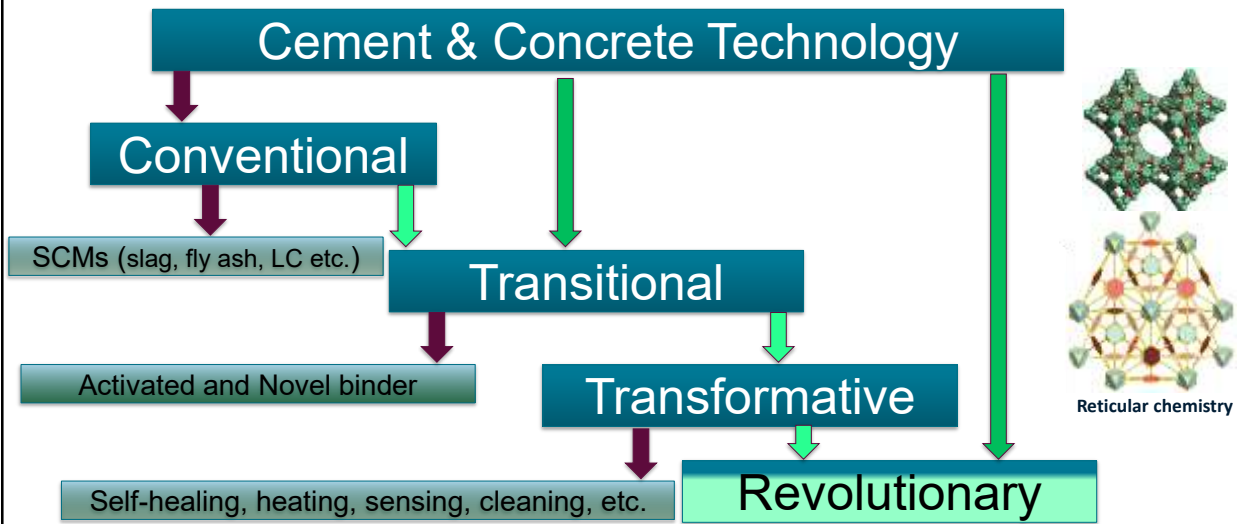 Cement & Concrete Technology
Conventional
SCMs (slag, fly ash, LC etc.)
Transitional
Activated and Novel binder
Transformative
Reticular chemistry
Self-healing, heating, sensing, cleaning, etc.
Revolutionary